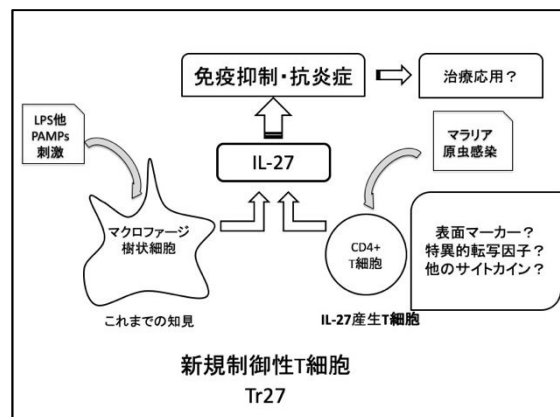 免疫抑制・抗炎症
治療応用？
LPS他
PAMPs
刺激
IL-27
マラリア
原虫感染
マクロファージ
樹状細胞
CD4+
T細胞
表面マーカー？
特異的転写因子？
他のサイトカイン？
これまでの知見
IL-27産生T細胞
新規制御性T細胞
Tr27